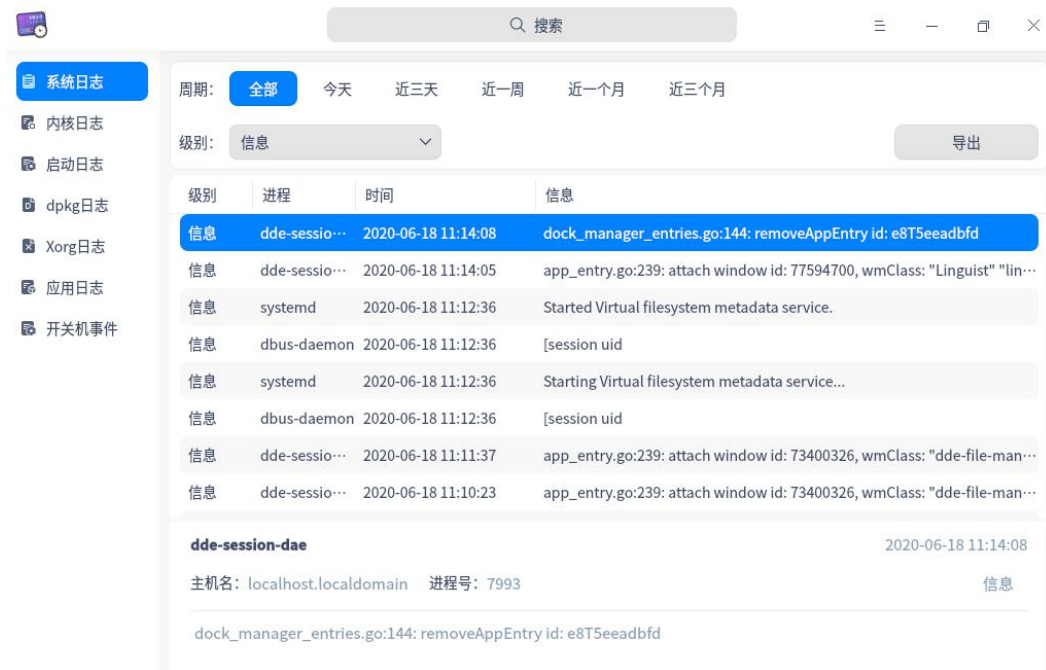 搜索
系统日志
内核日志
启动日志
dpkg日志
Xorg日志
应用日志
开关机事件
周期： 全部 今天 近三天 近一周 近一个月 近三个月
级别： 信息 导出
级别 进程 时间 信息
信息 dde-sessio··· 2020-06-18 11:14:08 dock_manager_entries.go:144: removeAppEntry id: e8T5eeadbfd
信息 dde-sessio··· 2020-06-18 11:14:05 app_entry.go:239: attach window id: 77594700, wmClass: "Linguist" "lin···
信息 systemd 2020-06-18 11:12:36 Started Virtual filesystem metadata service.
信息 dbus-daemon 2020-06-18 11:12:36 [session uid
信息 systemd 2020-06-18 11:12:36 Starting Virtual filesystem metadata service...
信息 dbus-daemon 2020-06-18 11:12:36 [session uid
信息 dde-sessio··· 2020-06-18 11:11:37 app_entry.go:239: attach window id: 73400326, wmClass: "dde-file-man···
信息 dde-sessio··· 2020-06-18 11:10:23 app_entry.go:239: attach window id: 73400326, wmClass: "dde-file-man···
dde-session-dae 2020-06-18 11:14:08
主机名： localhost.localdomain 进程号： 7993 信息
dock_manager_entries.go:144: removeAppEntry id: e8T5eeadbfd